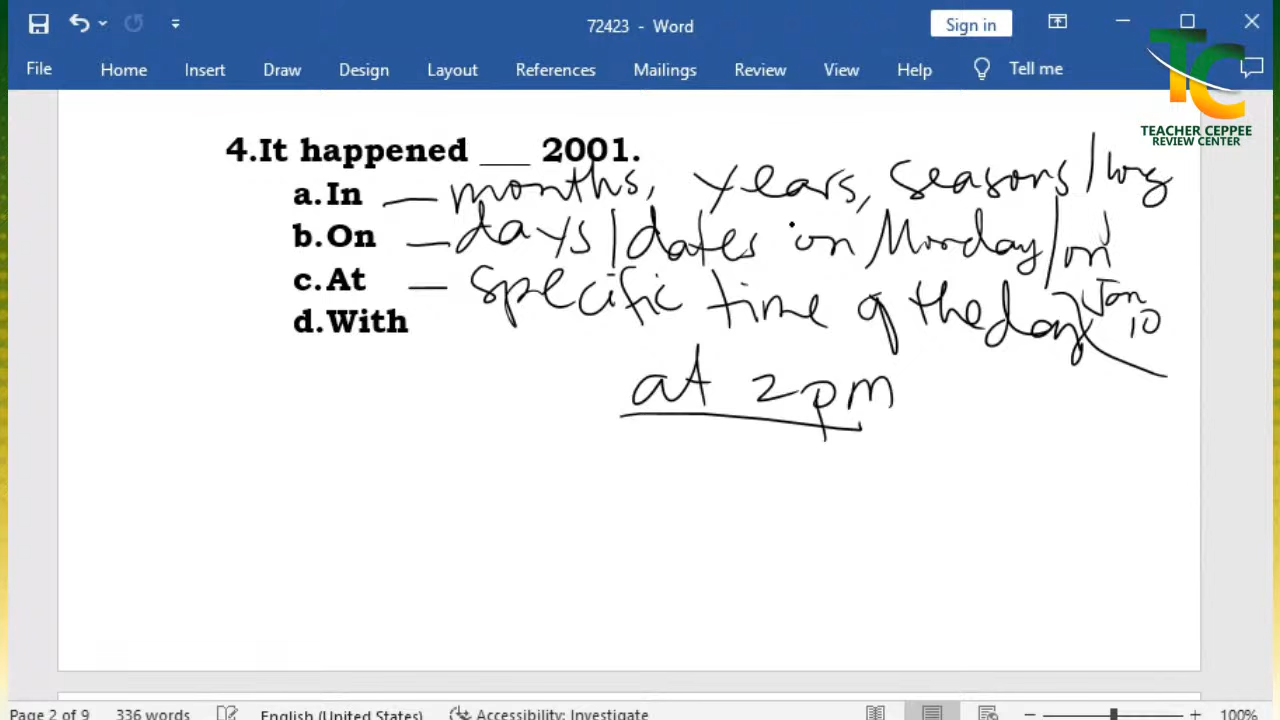 72423 - Word
Sign in
File Home Insert Draw Design Layout References Mailings Review View Help Tell me
TC
TEACHER CEPPEE
REVIEW CENTER
4.It happened ___ 2001.
a.In — months, years, seasons / long
b.On — days/dates on Monday/on Jan 10
c.At — specific time of the day
d.With
at 2pm
Page 2 of 9 336 words English (United States) Accessibility: Investigate 100%